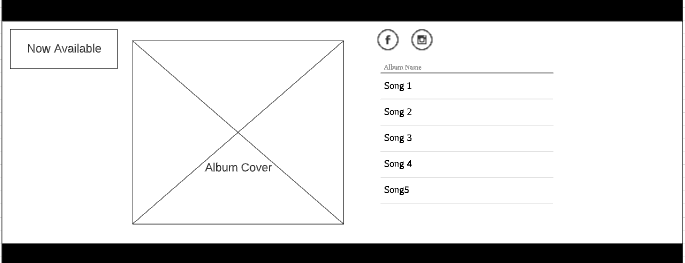 Now Available
Album Cover
Album Name
Song 1
Song 2
Song 3
Song 4
Song5